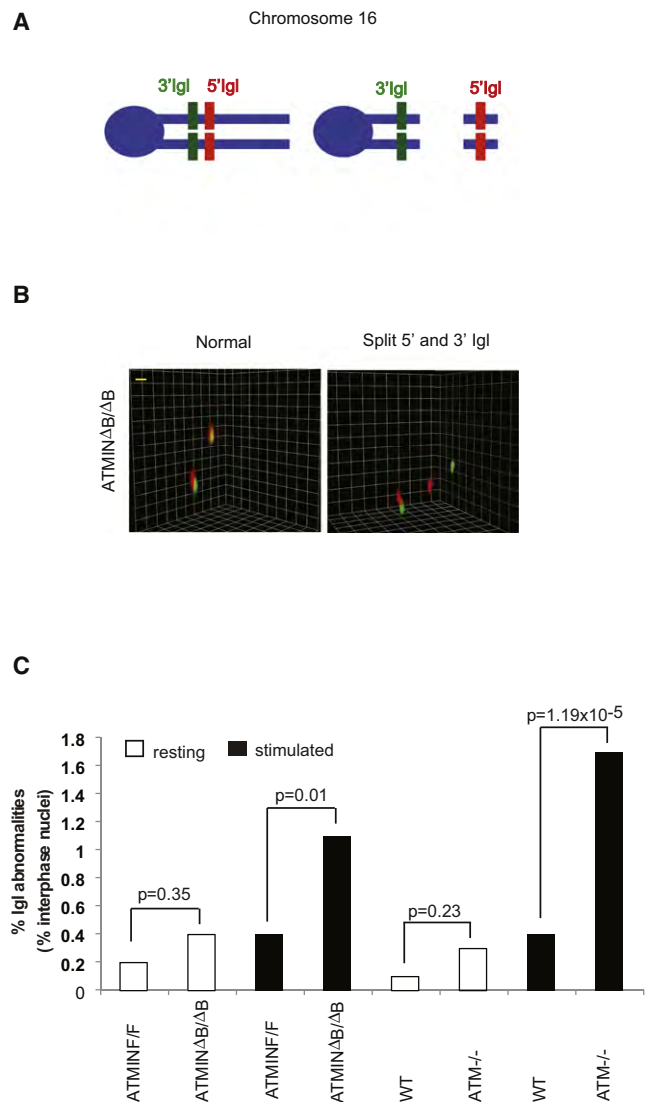 A
Chromosome 16
3'Igl 5'Igl 3'Igl 5'Igl
B
Normal
Split 5' and 3' Igl
ATMINΔB/ΔB
C
p=1.19x10-5
1.8
1.6
1.4
1.2
1
0.8
0.6
0.4
0.2
0
% Igl abnormalities
(% interphase nuclei)
resting stimulated
p=0.01
p=0.35
p=0.23
ATMINF/F
ATMINΔB/ΔB
ATMINF/F
ATMINΔB/ΔB
WT
ATM-/-
WT
ATM-/-